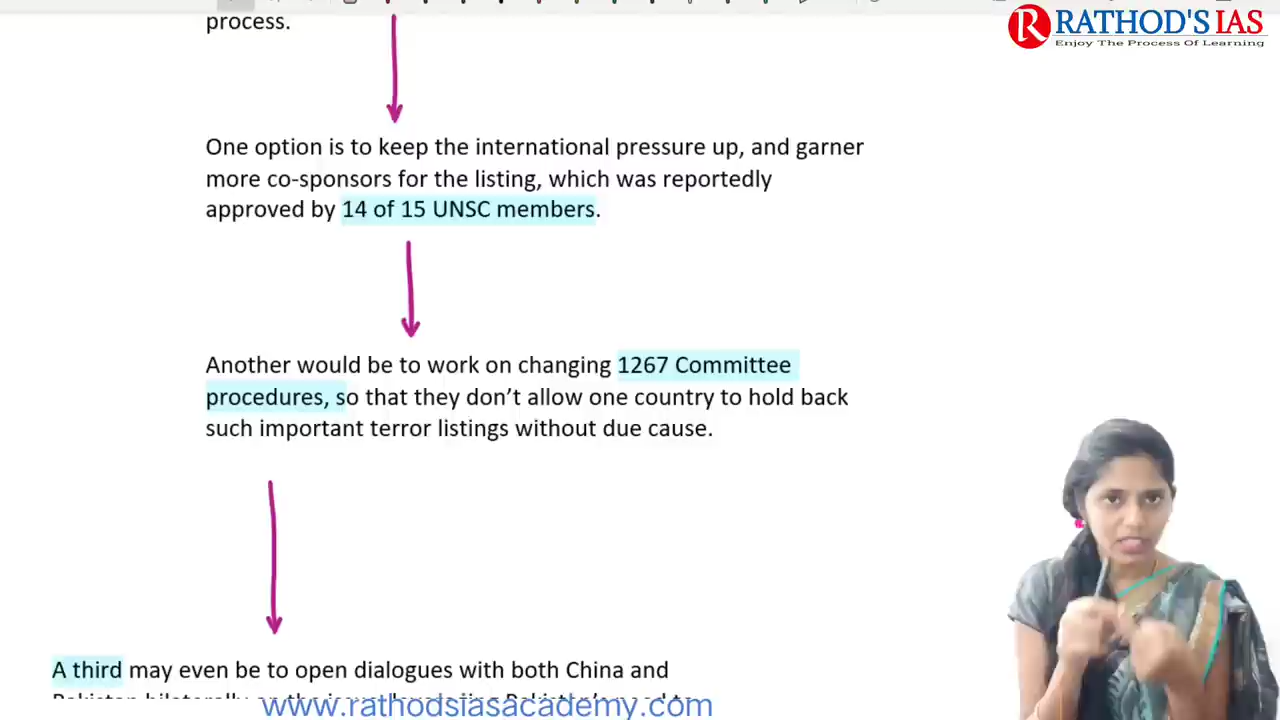 process.
RATHOD'S IAS
Enjoy The Process Of Learning
One option is to keep the international pressure up, and garner
more co-sponsors for the listing, which was reportedly
approved by 14 of 15 UNSC members.
Another would be to work on changing 1267 Committee
procedures, so that they don’t allow one country to hold back
such important terror listings without due cause.
A third may even be to open dialogues with both China and
Pakistan bilaterally on the
www.rathodsiasacademy.com